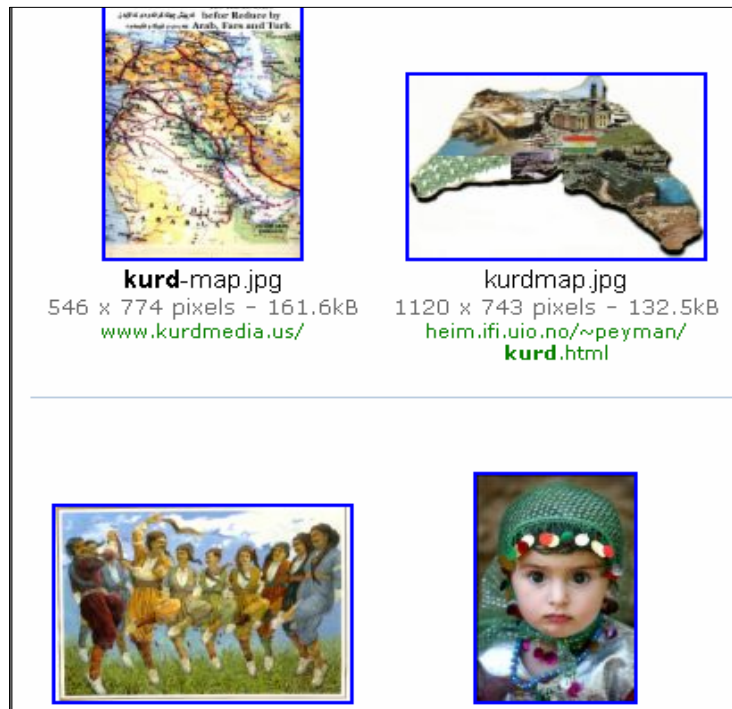 befor Reduce by
Arab, Fars and Turk
kurd-map.jpg
546 x 774 pixels - 161.6kB
www.kurdmedia.us/
kurdmap.jpg
1120 x 743 pixels - 132.5kB
heim.ifi.uio.no/~peyman/
kurd.html